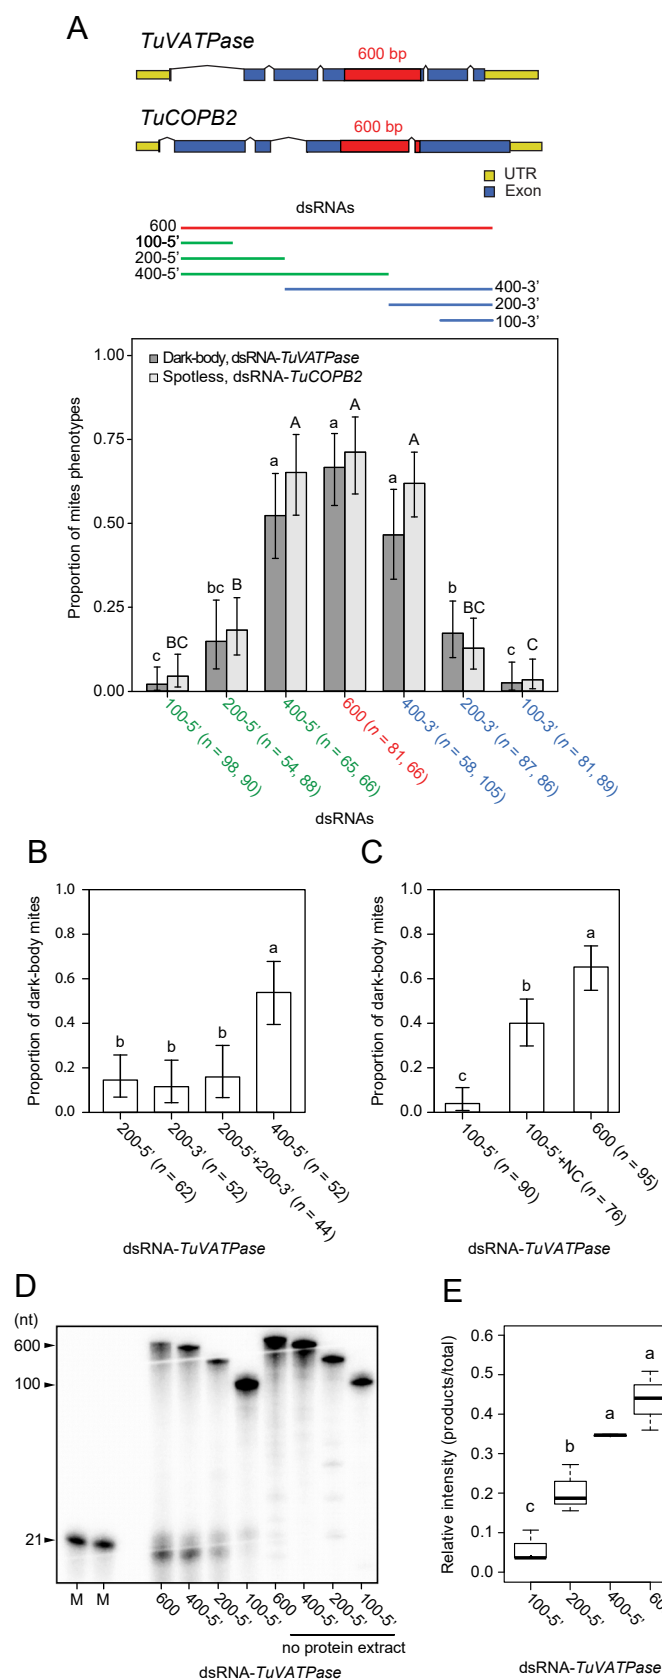 A
TuVATPase
600 bp
TuCOPB2
600 bp
UTR
Exon
dsRNAs
600
100-5'
200-5'
400-5'
400-3'
200-3'
100-3'
Proportion of mites phenotypes
1.00
0.75
0.50
0.25
0.00
Dark-body, dsRNA-TuVATPase
Spotless, dsRNA-TuCOPB2
c BC bc B a A a A a A b BC c C
100-5' (n = 98, 90)
200-5' (n = 54, 88)
400-5' (n = 65, 66)
600 (n = 81, 66)
400-3' (n = 58, 105)
200-3' (n = 87, 86)
100-3' (n = 81, 89)
dsRNAs
B
Proportion of dark-body mites
1.0
0.8
0.6
0.4
0.2
0.0
b b b a
200-5' (n = 62)
200-3' (n = 52)
200-5'+200-3' (n = 44)
400-5' (n = 52)
dsRNA-TuVATPase
C
Proportion of dark-body mites
1.0
0.8
0.6
0.4
0.2
0.0
c b a
100-5' (n = 90)
100-5'+NC (n = 76)
600 (n = 95)
dsRNA-TuVATPase
D
(nt)
600
100
21
M M 600 400-5' 200-5' 100-5' 600 400-5' 200-5' 100-5'
no protein extract
dsRNA-TuVATPase
E
Relative intensity (products/total)
0.6
0.5
0.4
0.3
0.2
0.1
0.0
c b a a
100-5'
200-5'
400-5'
60
dsRNA-TuVATPase